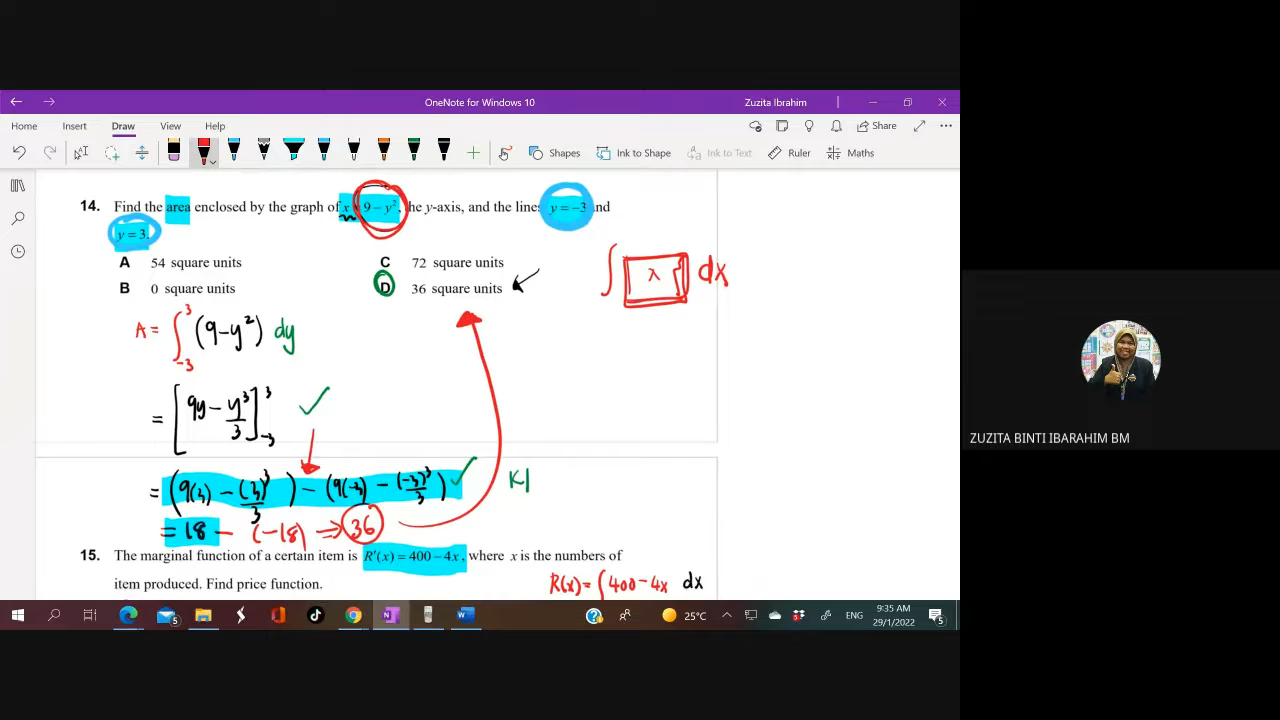 OneNote for Windows 10
Zuzita Ibrahim
Home Insert Draw View Help
Share
Shapes Ink to Shape Ink to Text Ruler Maths
14. Find the area enclosed by the graph of x = 9 − y², the y-axis, and the lines y = −3 and
y = 3.
A 54 square units C 72 square units
B 0 square units D 36 square units
∫ x dx
A = ∫₋₃³ (9−y²) dy
= [9y − y³/3]₋₃³
= (9(3) − (3)³/3) − (9(-3) − (-3)³/3) K1
= 18 − (−18) ⇒ 36
15. The marginal function of a certain item is R'(x) = 400 − 4x, where x is the numbers of
item produced. Find price function.
R(x) = ∫ 400 − 4x dx
ZUZITA BINTI IBARAHIM BM
5
25°C
ENG
9:35 AM
29/1/2022
5